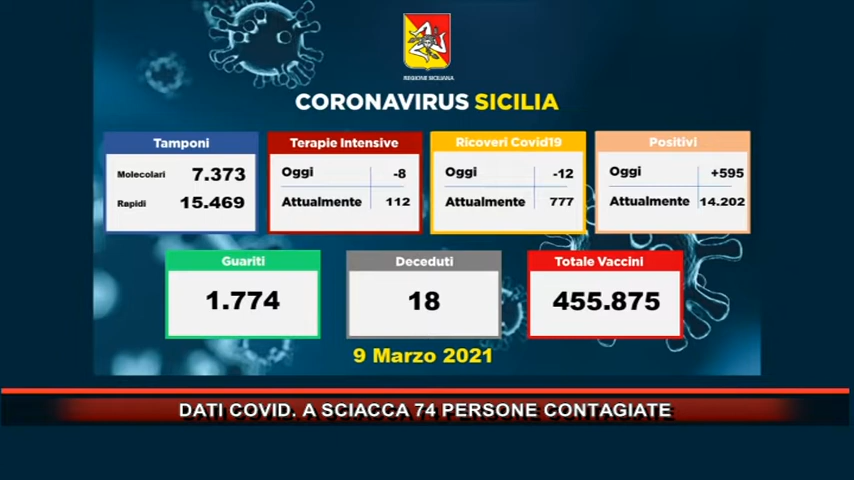 REGIONE SICILIANA
CORONAVIRUS SICILIA
Tamponi
Molecolari 7.373
Rapidi 15.469
Terapie Intensive
Oggi -8
Attualmente 112
Ricoveri Covid19
Oggi -12
Attualmente 777
Positivi
Oggi +595
Attualmente 14.202
Guariti
1.774
Deceduti
18
Totale Vaccini
455.875
9 Marzo 2021
DATI COVID. A SCIACCA 74 PERSONE CONTAGIATE